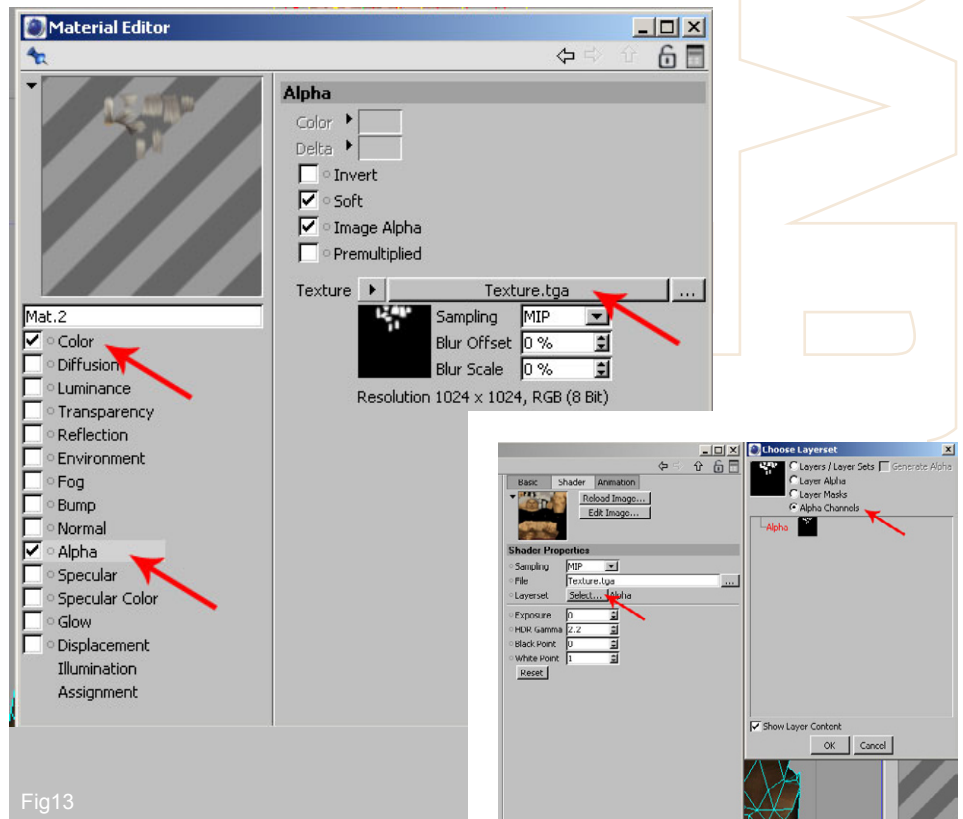 Material Editor
Alpha
Color
Delta
Invert
Soft
Image Alpha
Premultiplied
Texture
Texture.tga
...
Sampling
MIP
Blur Offset
0 %
Blur Scale
0 %
Resolution 1024 x 1024, RGB (8 Bit)
Mat.2
Color
Diffusion
Luminance
Transparency
Reflection
Environment
Fog
Bump
Normal
Alpha
Specular
Specular Color
Glow
Displacement
Illumination
Assignment
Basic
Shader
Animation
Reload Image...
Edit Image...
Shader Properties
Sampling
MIP
File
Texture.tga
...
Layerset
Select...
Alpha
Exposure
0
HDR Gamma
2.2
Black Point
0
White Point
1
Reset
Choose Layerset
Layers / Layer Sets
Generate Alpha
Layer Alpha
Layer Masks
Alpha Channels
Alpha
Show Layer Content
OK
Cancel
Fig13